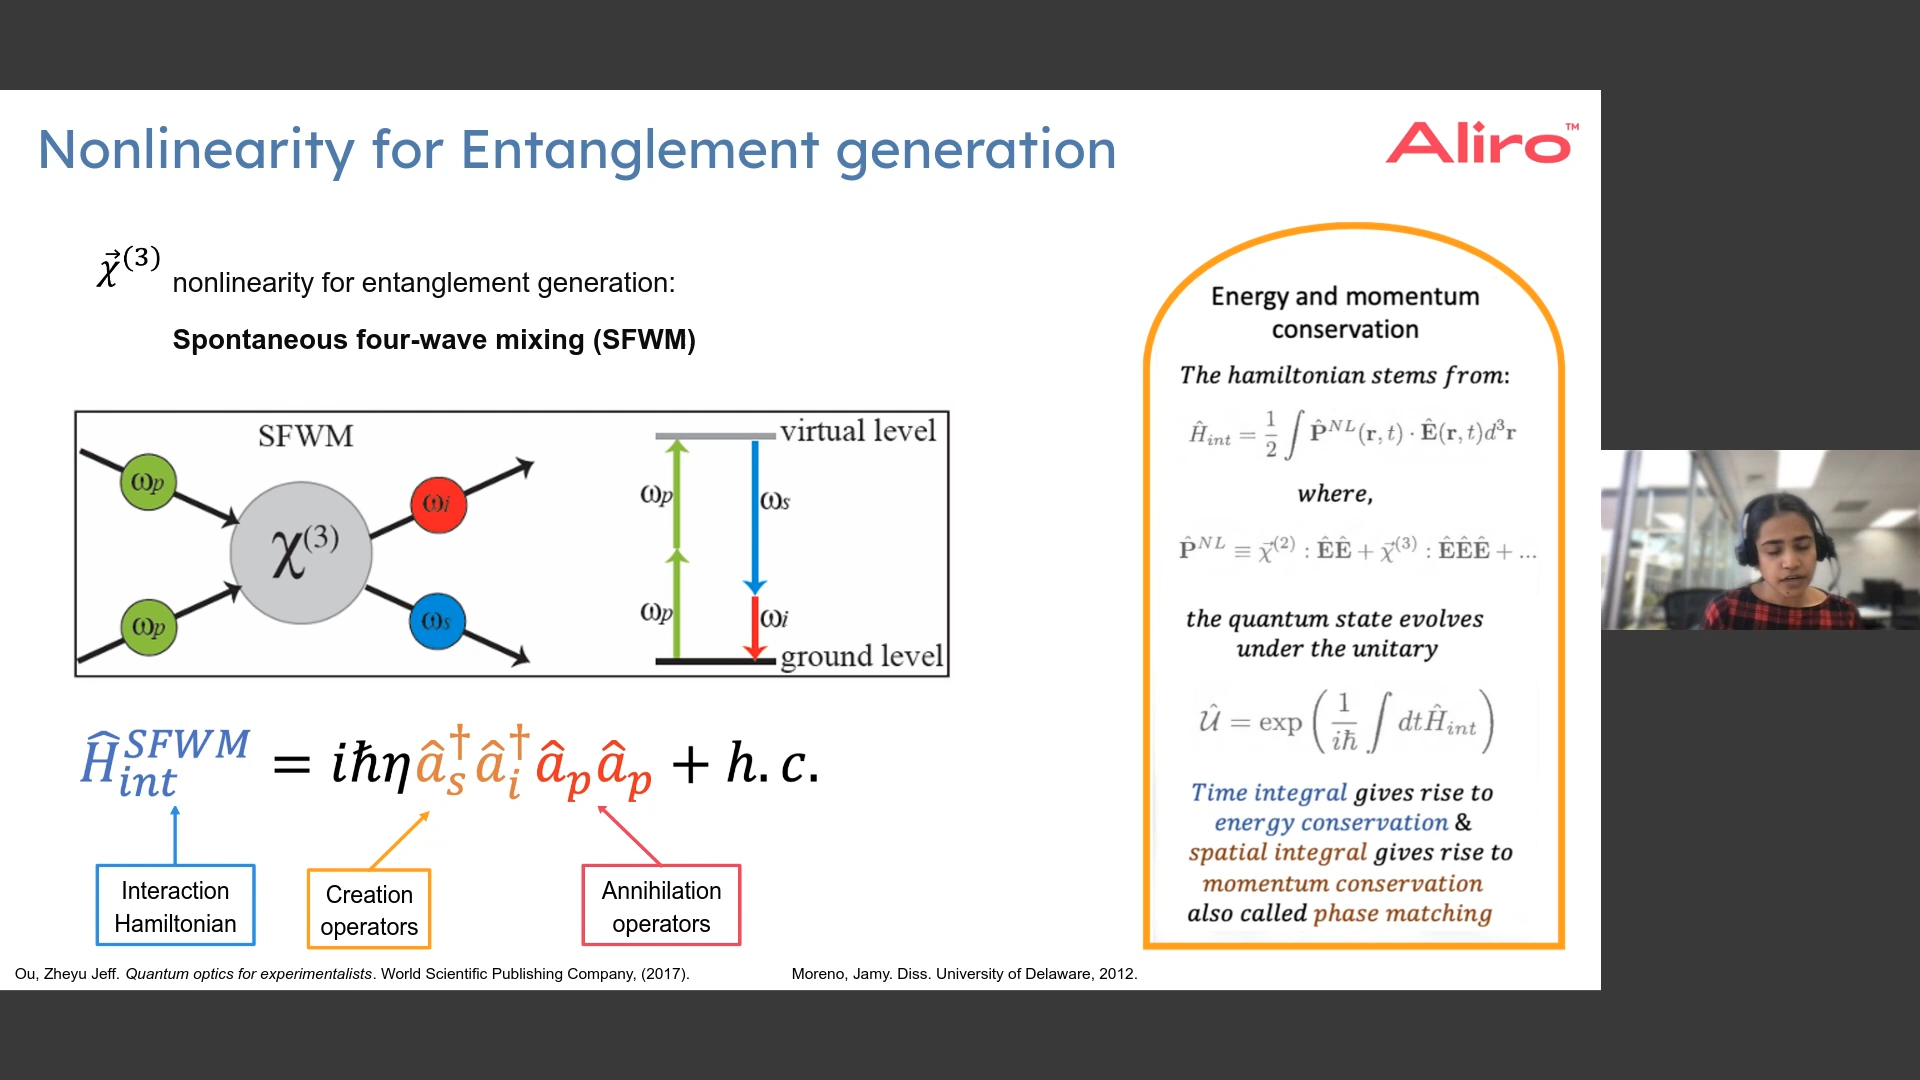 Nonlinearity for Entanglement generation
Aliro™
χ⃗⁽³⁾ nonlinearity for entanglement generation:
Spontaneous four-wave mixing (SFWM)
SFWM
ωp
ωp
χ⁽³⁾
ωi
ωs
virtual level
ωp
ωs
ωp
ωi
ground level
Ĥ_int^SFWM = iħη â_s† â_i† â_p â_p + h.c.
Interaction
Hamiltonian
Creation
operators
Annihilation
operators
Energy and momentum
conservation
The hamiltonian stems from:
Ĥ_int = 1/2 ∫ P̂^NL(r, t) · Ê(r, t)d³r
where,
P̂^NL ≡ χ⃗⁽²⁾ : ÊÊ + χ⃗⁽³⁾ : ÊÊÊ + ...
the quantum state evolves
under the unitary
Û = exp(1/iħ ∫ dtĤ_int)
Time integral gives rise to
energy conservation &
spatial integral gives rise to
momentum conservation
also called phase matching
Ou, Zheyu Jeff. Quantum optics for experimentalists. World Scientific Publishing Company, (2017).
Moreno, Jamy. Diss. University of Delaware, 2012.